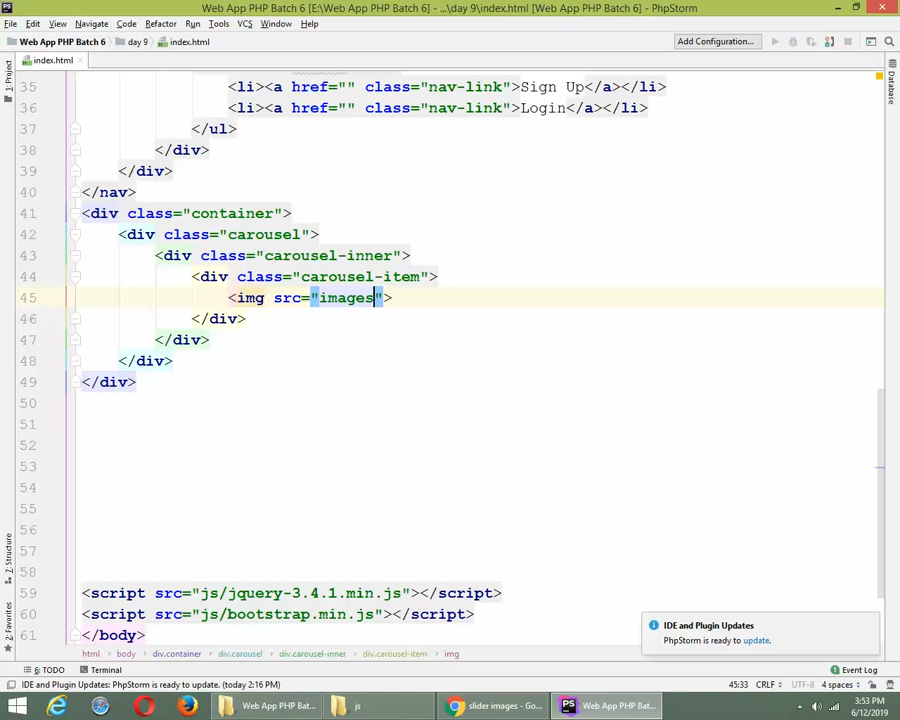 Web App PHP Batch 6 [E:\Web App PHP Batch 6] - ...\day 9\index.html [Web App PHP Batch 6] - PhpStorm
File Edit View Navigate Code Refactor Run Tools VCS Window Help
Web App PHP Batch 6 day 9 index.html Add Configuration...
index.html
1: Project
Database
35 <li><a href="" class="nav-link">Sign Up</a></li>
36 <li><a href="" class="nav-link">Login</a></li>
37 </ul>
38 </div>
39 </div>
40 </nav>
41 <div class="container">
42 <div class="carousel">
43 <div class="carousel-inner">
44 <div class="carousel-item">
45 <img src="images">
46 </div>
47 </div>
48 </div>
49 </div>
50
51
52
53
54
55
56
57
58
59 <script src="js/jquery-3.4.1.min.js"></script>
60 <script src="js/bootstrap.min.js"></script>
61 </body>
7: Structure
2: Favorites
IDE and Plugin Updates
PhpStorm is ready to update.
html body div.container div.carousel div.carousel-inner div.carousel-item img
6: TODO Terminal Event Log
IDE and Plugin Updates: PhpStorm is ready to update. (today 2:16 PM) 45:33 CRLF UTF-8 4 spaces
Web App PHP Bat... js slider images - Go... Web App PHP Bat...
3:53 PM
6/12/2019